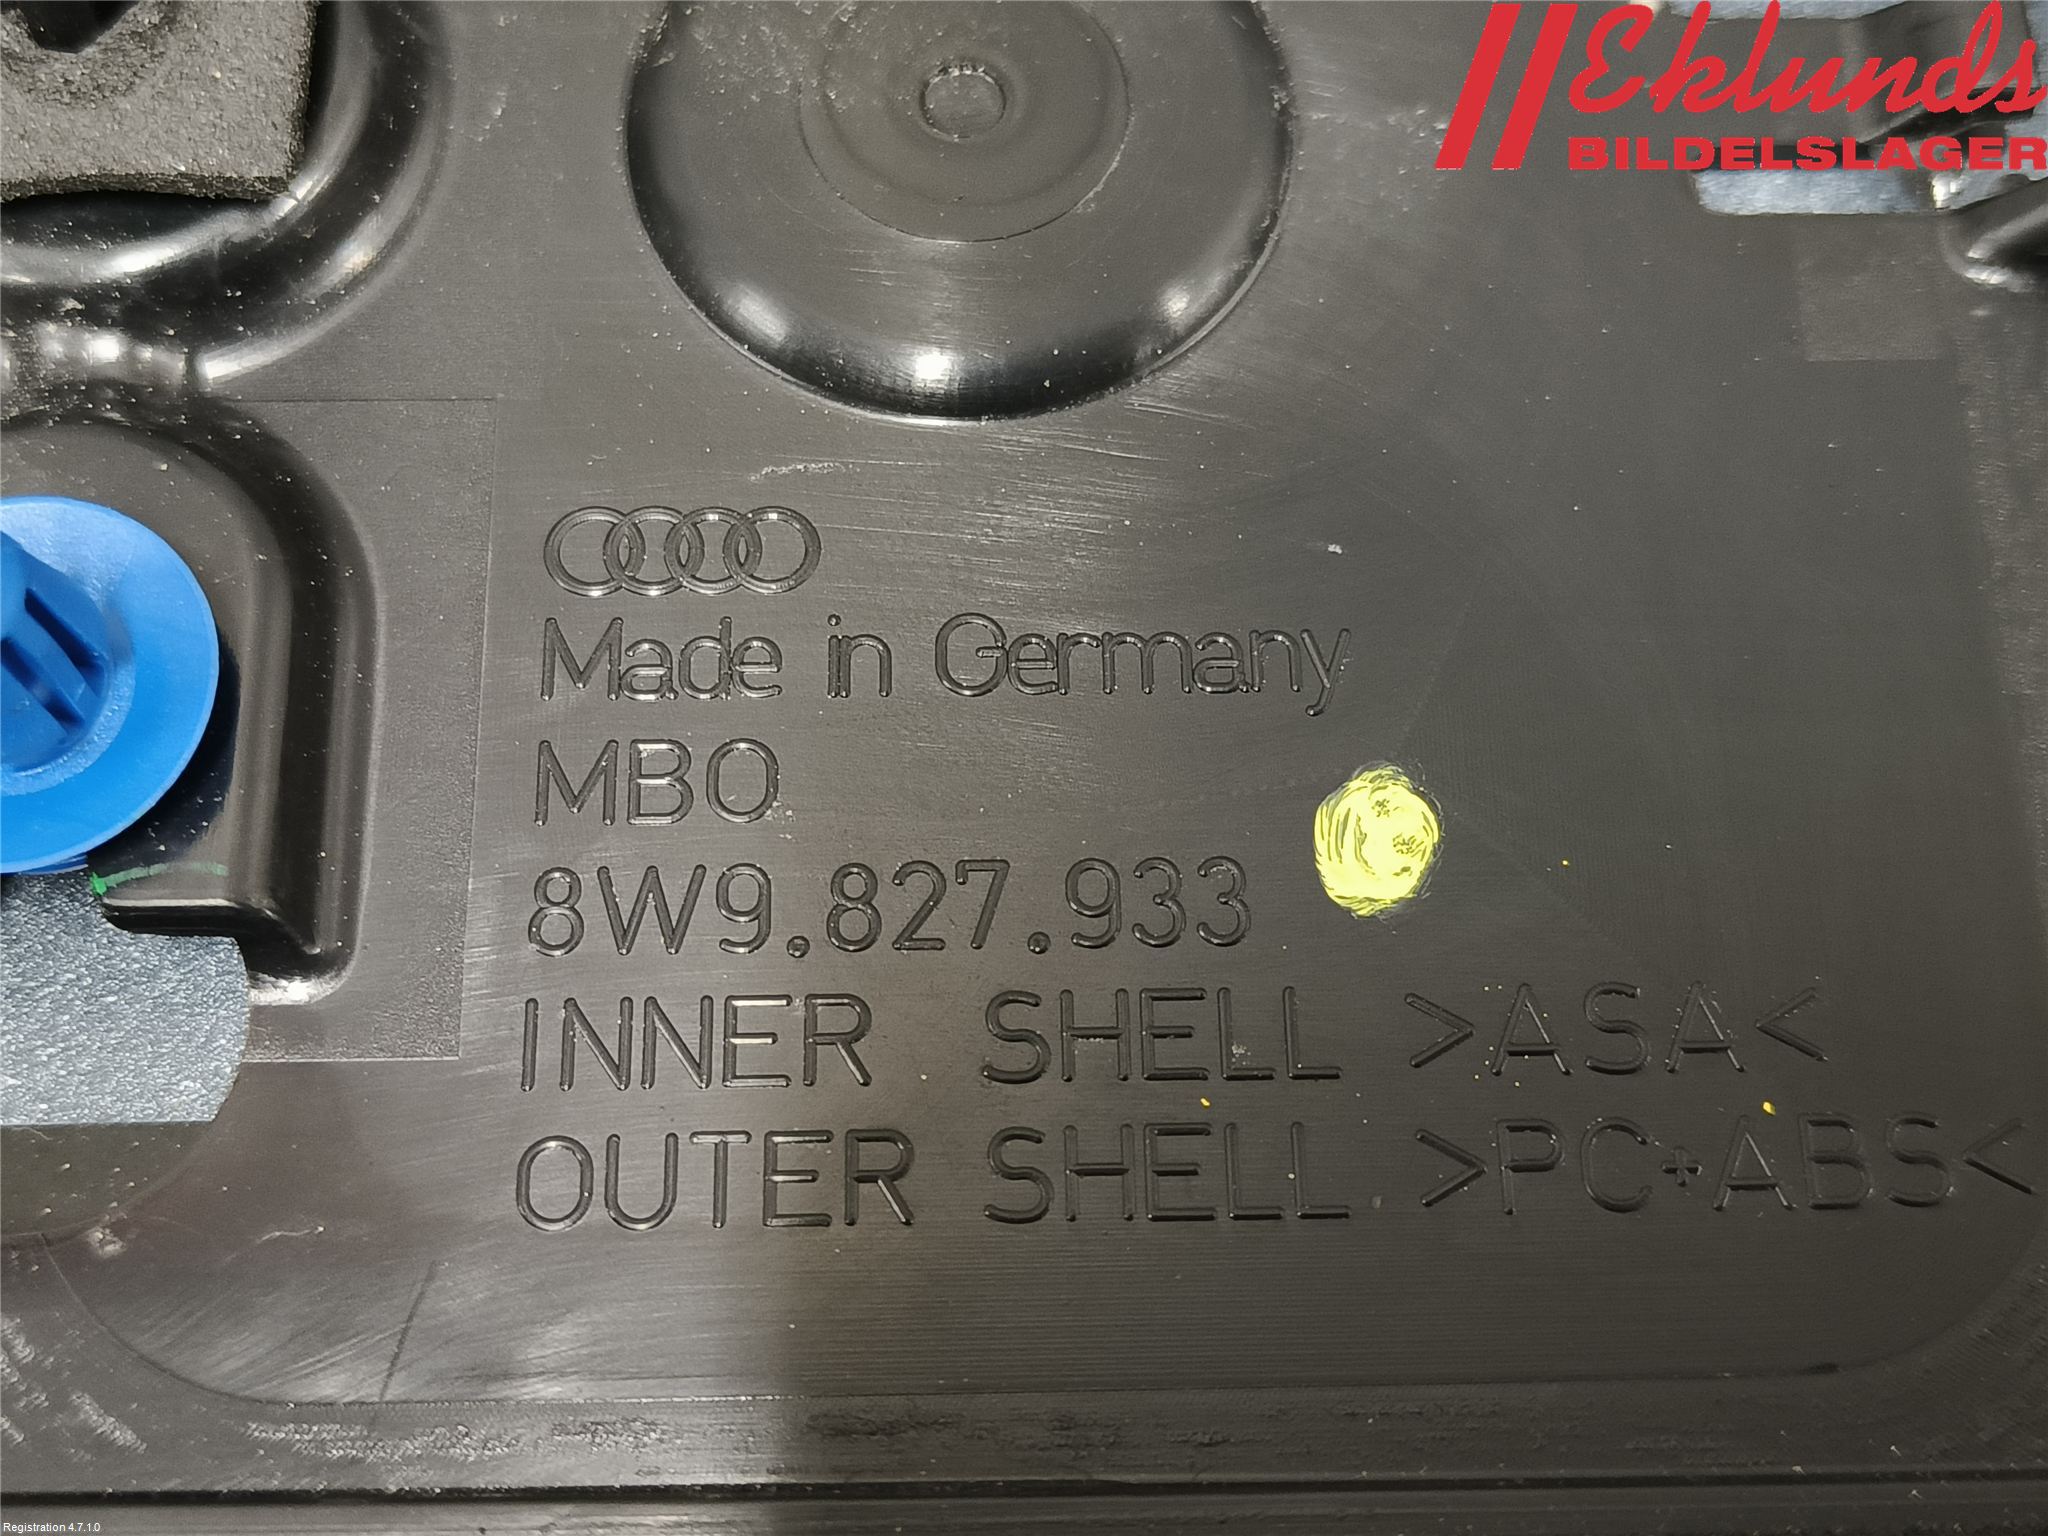 Eklunds
BILDELSLAGER
Made in Germany
MBO
8W9.827.933
INNER SHELL >ASA<
OUTER SHELL >PC+ABS<
Registration 4.7.1.0